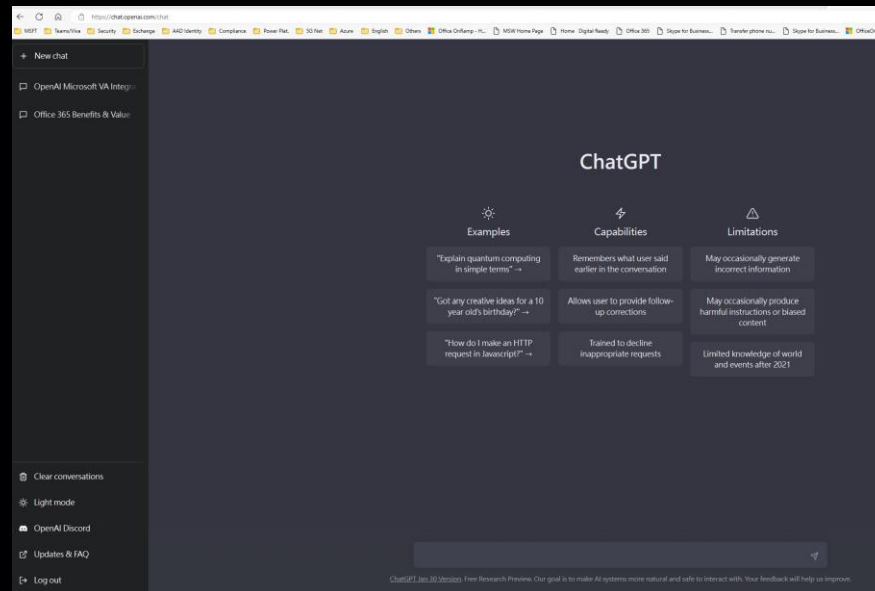 https://chat.openai.com/chat
MSFT Teams/Viva Security Exchange AAD Identity Compliance Power Plat. 5G Net Azure English Others Office OnRamp - H... MSW Home Page Home Digital Ready Office 365 Skype for Business... Transfer phone nu... Skype for Business...
+ New chat
OpenAI Microsoft VA Integra
Office 365 Benefits & Value
ChatGPT
Examples
"Explain quantum computing
in simple terms" →
"Got any creative ideas for a 10
year old's birthday?" →
"How do I make an HTTP
request in Javascript?" →
Capabilities
Remembers what user said
earlier in the conversation
Allows user to provide follow-
up corrections
Trained to decline
inappropriate requests
Limitations
May occasionally generate
incorrect information
May occasionally produce
harmful instructions or biased
content
Limited knowledge of world
and events after 2021
Clear conversations
Light mode
OpenAI Discord
Updates & FAQ
Log out
ChatGPT Jan 30 Version. Free Research Preview. Our goal is to make AI systems more natural and safe to interact with. Your feedback will help us improve.